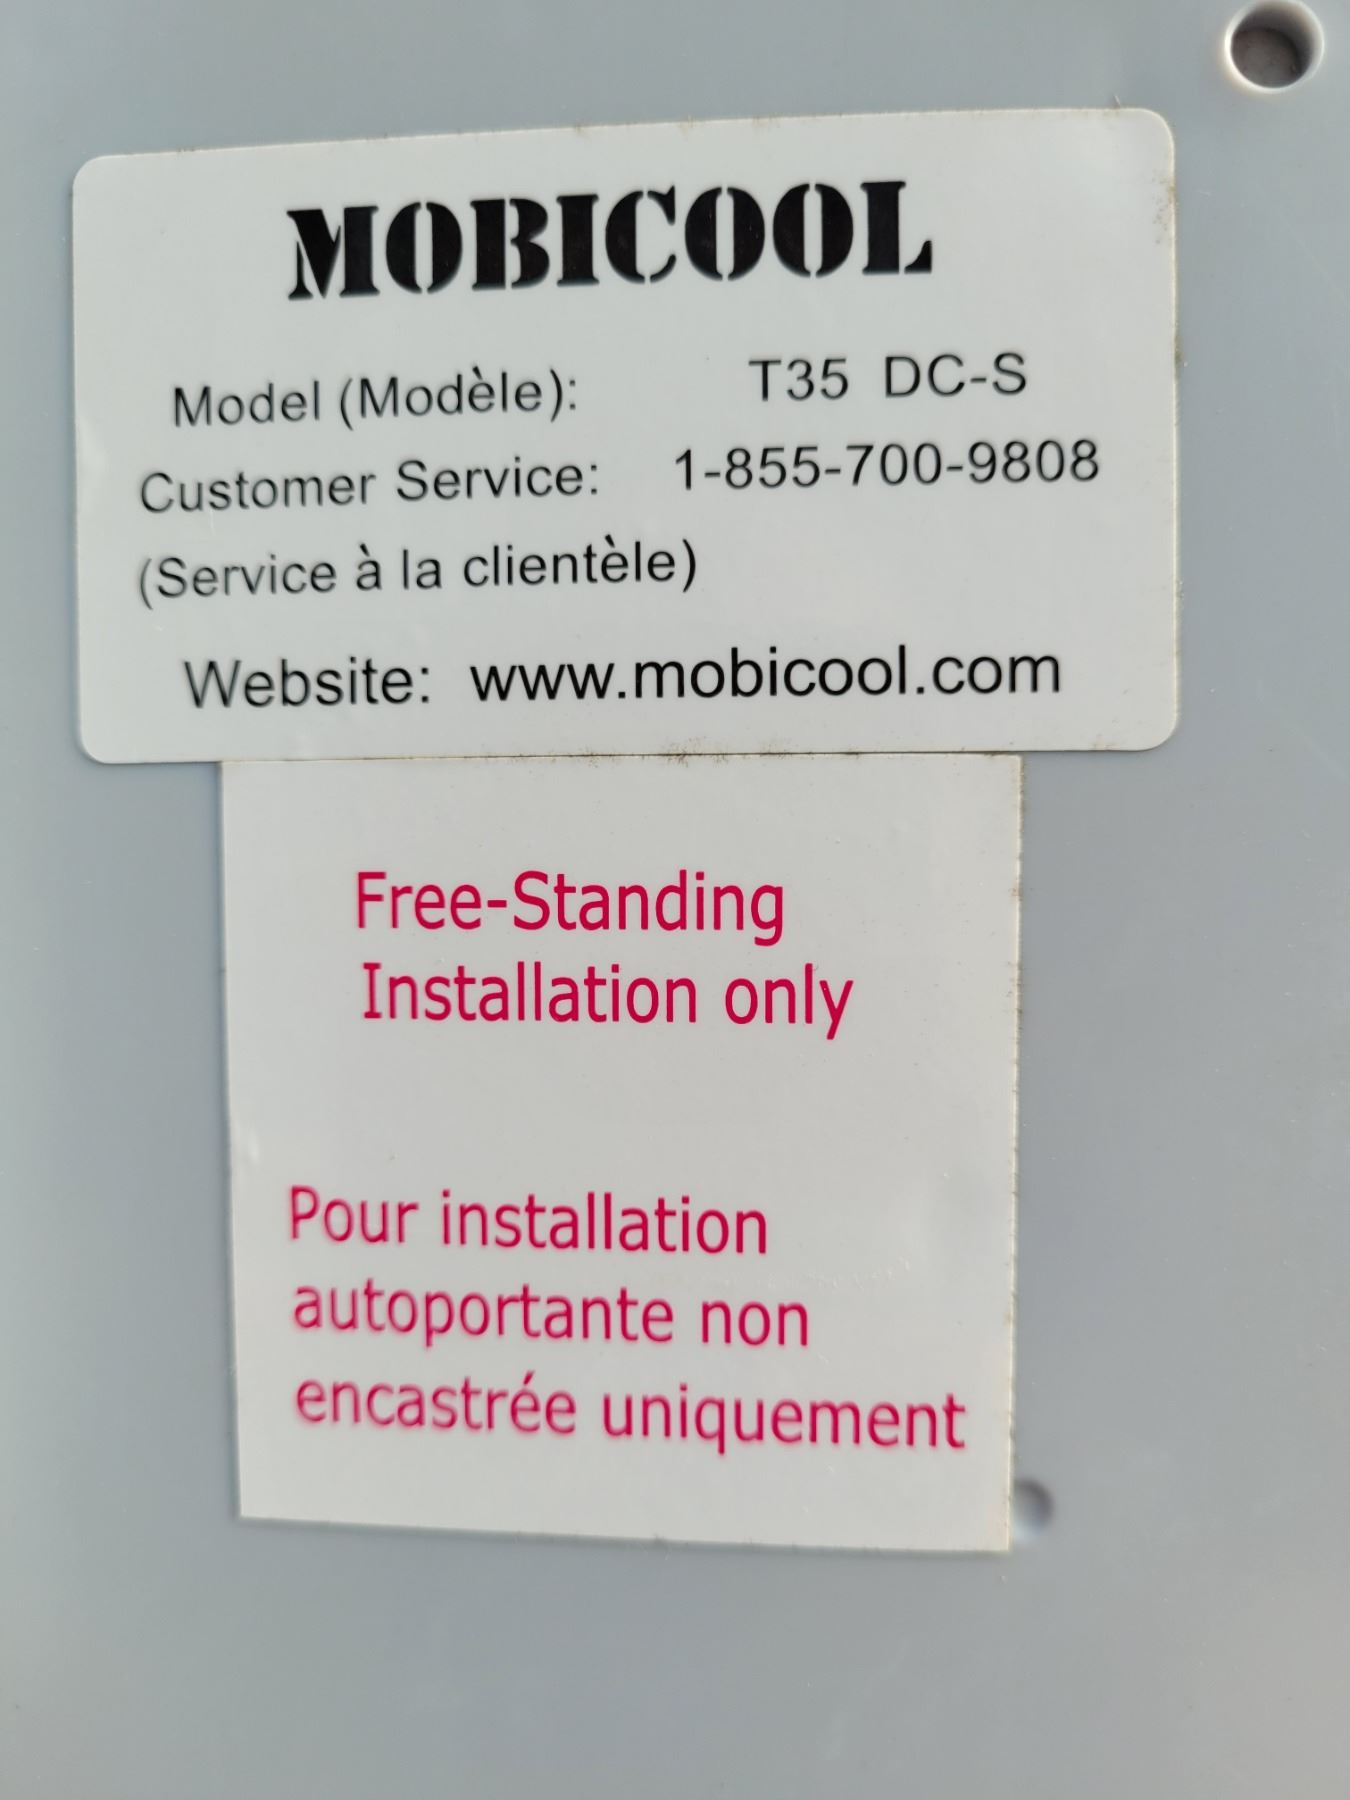 MOBICOOL
Model (Modèle): T35 DC-S
Customer Service: 1-855-700-9808
(Service à la clientèle)
Website: www.mobicool.com
Free-Standing
Installation only
Pour installation
autoportante non
encastrée uniquement